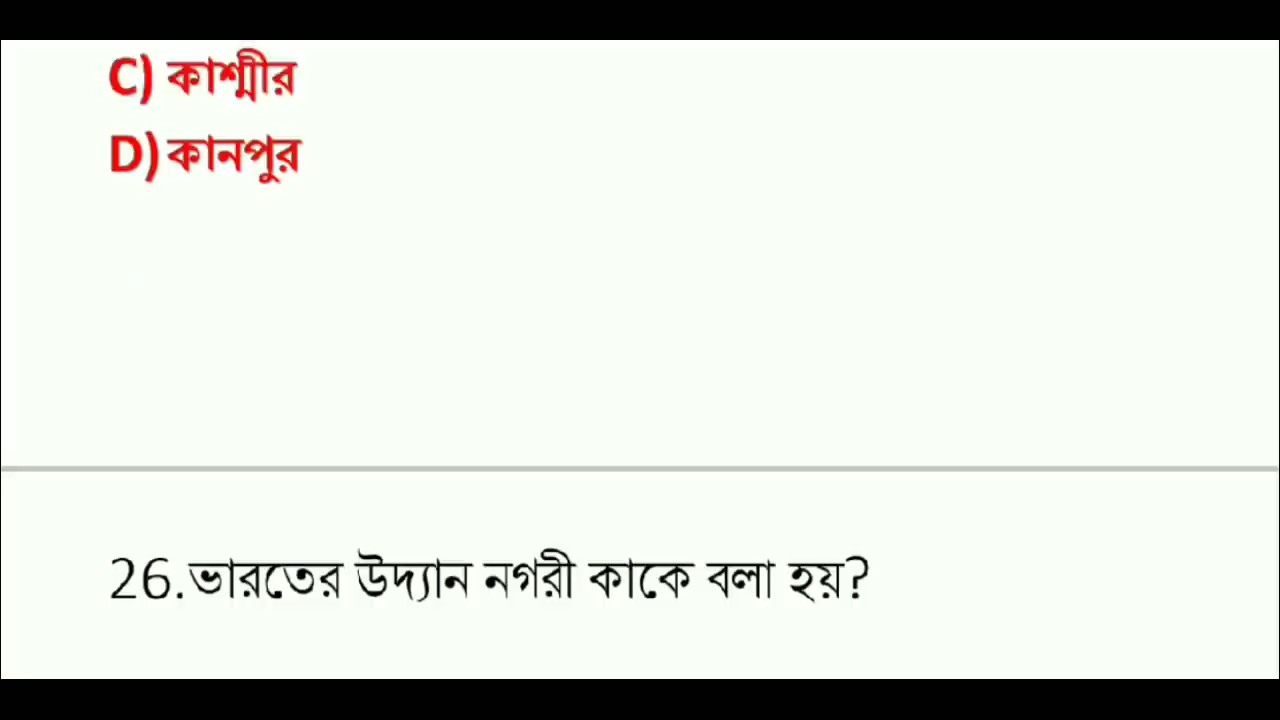 C) কাশ্মীর
D) কানপুর
26.ভারতের উদ্যান নগরী কাকে বলা হয়?